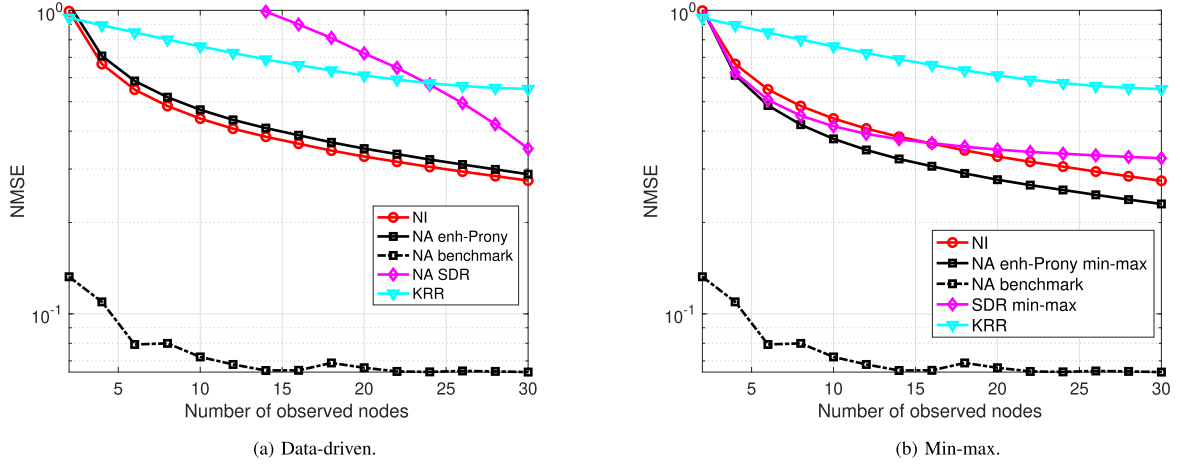 10^0
10^-1
NMSE
5 10 15 20 25 30
Number of observed nodes
NI
NA enh-Prony
NA benchmark
NA SDR
KRR
(a) Data-driven.
10^0
10^-1
NMSE
5 10 15 20 25 30
Number of observed nodes
NI
NA enh-Prony min-max
NA benchmark
SDR min-max
KRR
(b) Min-max.